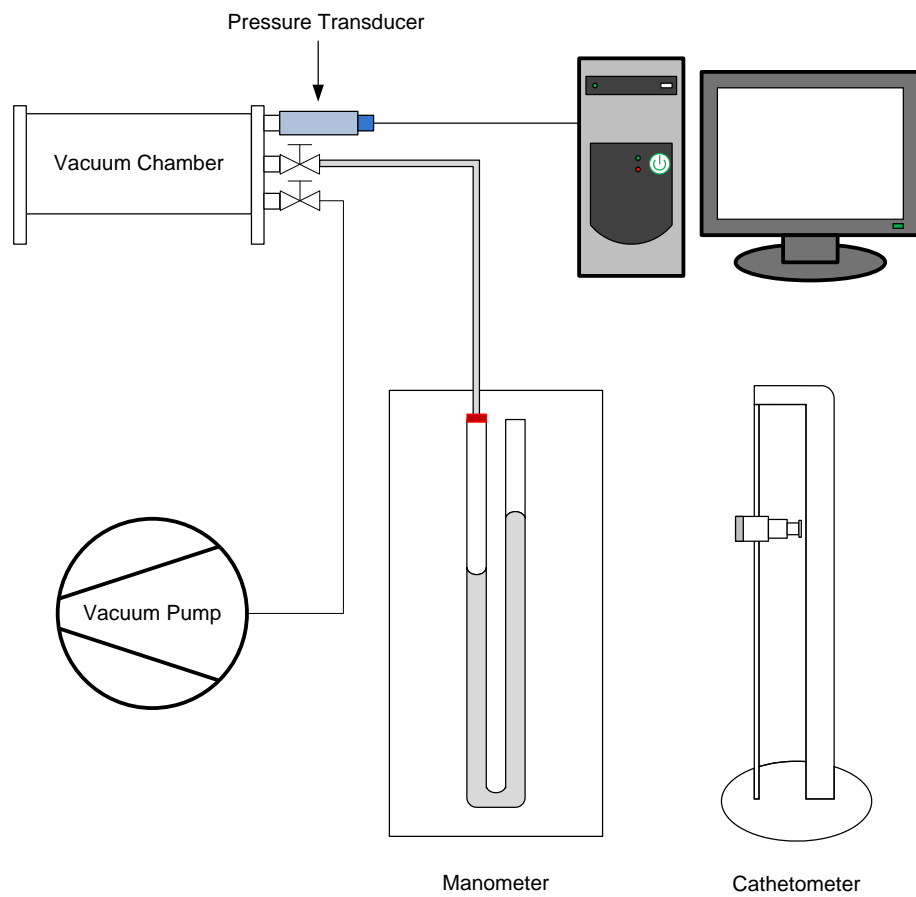 Pressure Transducer
Vacuum Chamber
Vacuum Pump
Manometer
Cathetometer